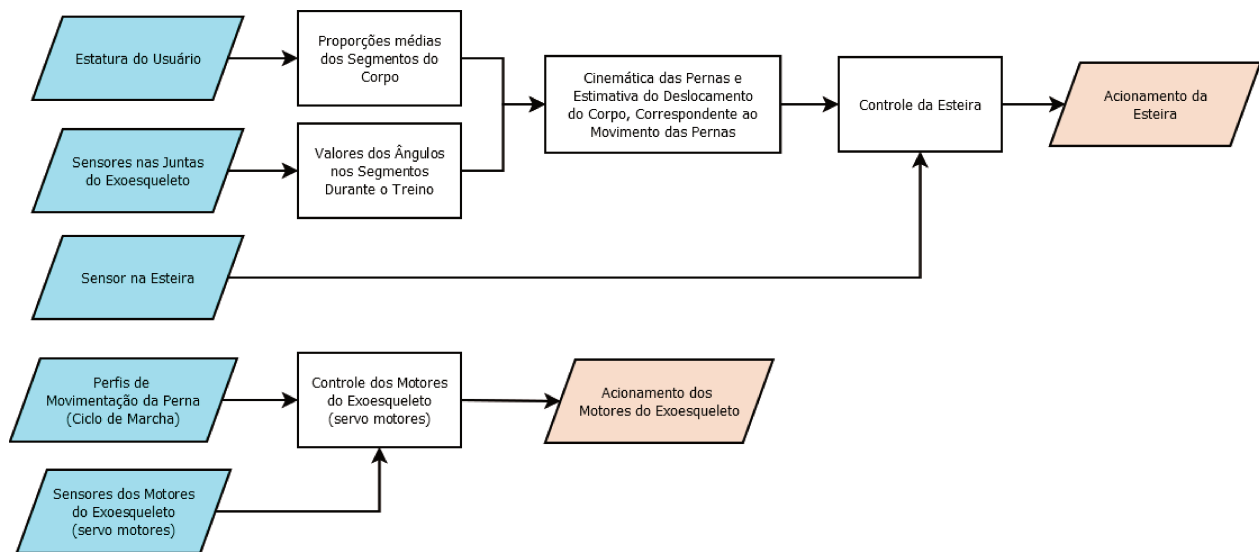 Estatura do Usuário
Proporções médias
dos Segmentos do
Corpo
Cinemática das Pernas e
Estimativa do Deslocamento
do Corpo, Correspondente ao
Movimento das Pernas
Controle da Esteira
Acionamento da
Esteira
Sensores nas Juntas
do Exoesqueleto
Valores dos Ângulos
nos Segmentos
Durante o Treino
Sensor na Esteira
Perfis de
Movimentação da Perna
(Ciclo de Marcha)
Controle dos Motores
do Exoesqueleto
(servo motores)
Acionamento dos
Motores do Exoesqueleto
Sensores dos Motores
do Exoesqueleto
(servo motores)